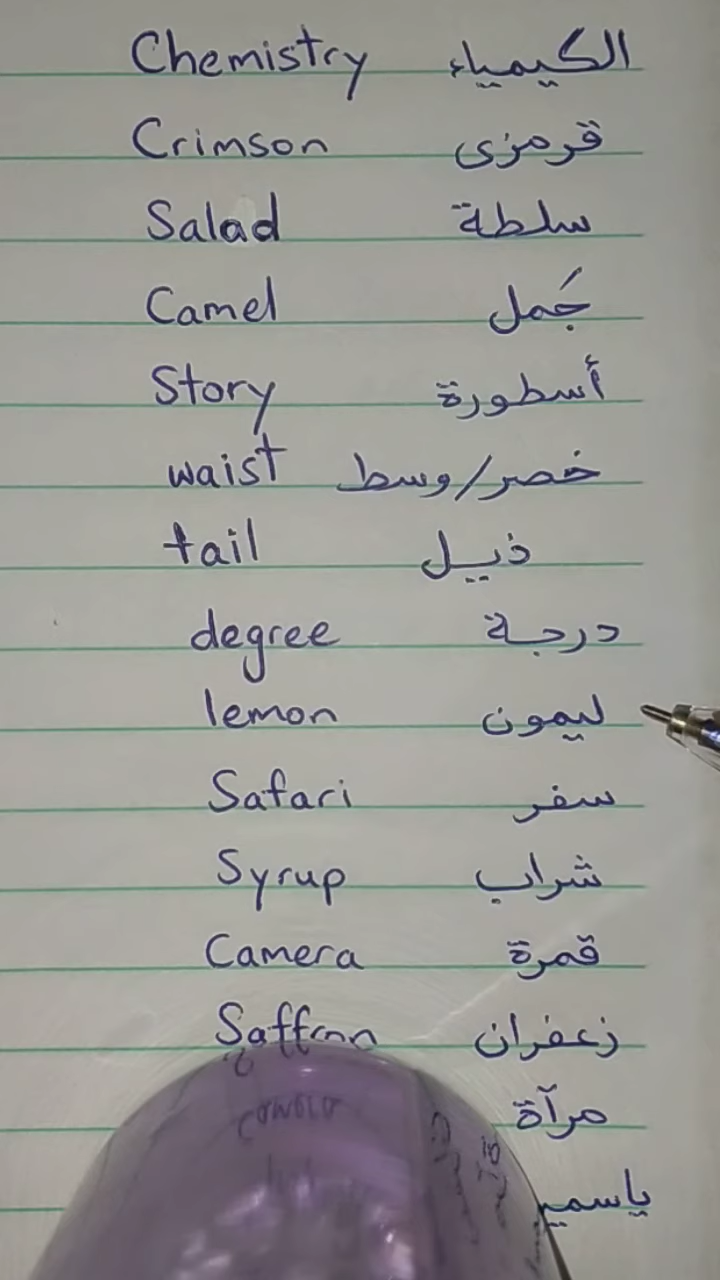 Chemistry الكيمياء
Crimson قرمزى
Salad سلطة
Camel جَمل
Story أسطورة
waist خصر/وسط
tail ذيل
degree درجة
lemon ليمون
Safari سفر
Syrup شراب
Camera قمرة
Saffron زعفران
مرآة